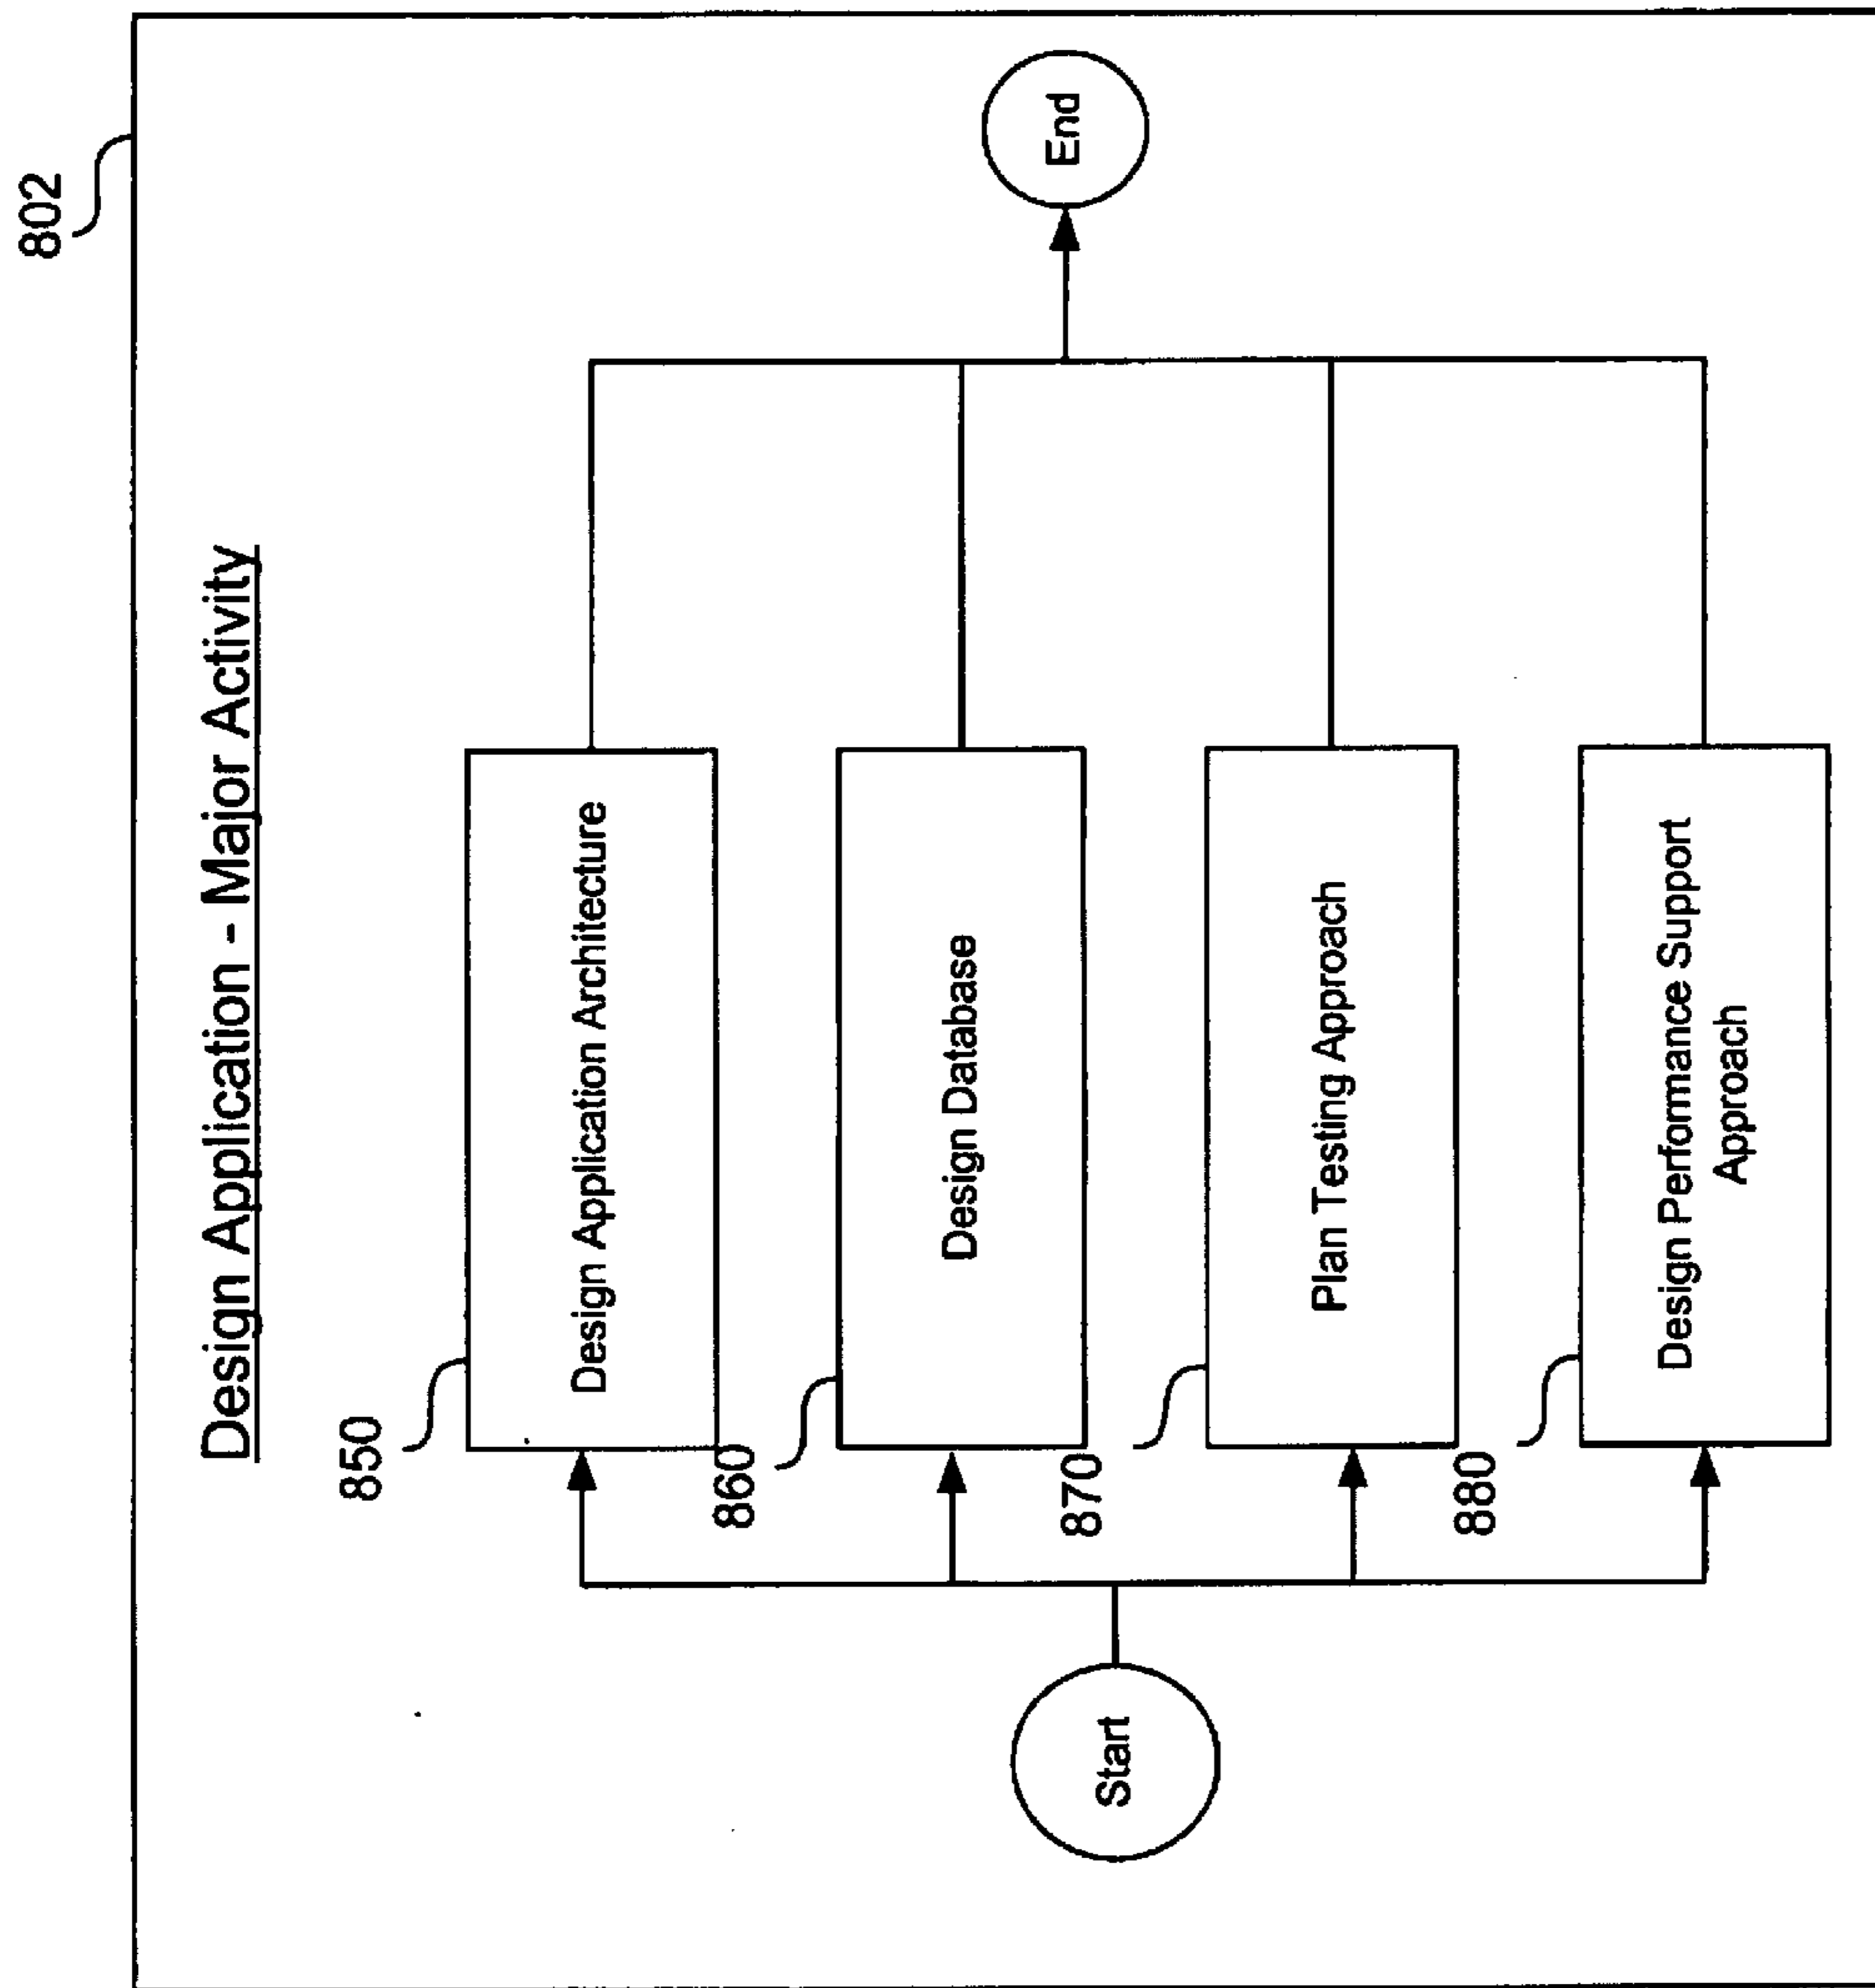 802
Design Application - Major Activity
850
Design Application Architecture
860
Design Database
870
Plan Testing Approach
880
Design Performance Support
Approach
Start
End